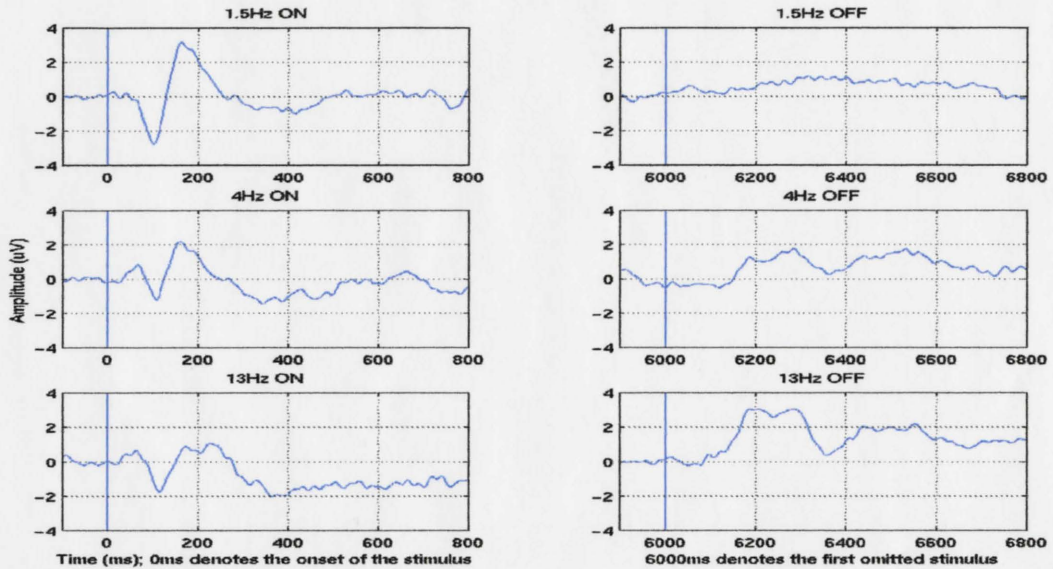 1.5Hz ON
4
2
0
−2
−4
0 200 400 600 800
1.5Hz OFF
4
2
0
−2
−4
6000 6200 6400 6600 6800
4Hz ON
Amplitude (uV)
4
2
0
−2
−4
0 200 400 600 800
4Hz OFF
4
2
0
−2
−4
6000 6200 6400 6600 6800
13Hz ON
4
2
0
−2
−4
0 200 400 600 800
Time (ms); 0ms denotes the onset of the stimulus
13Hz OFF
4
2
0
−2
−4
6000 6200 6400 6600 6800
6000ms denotes the first omitted stimulus